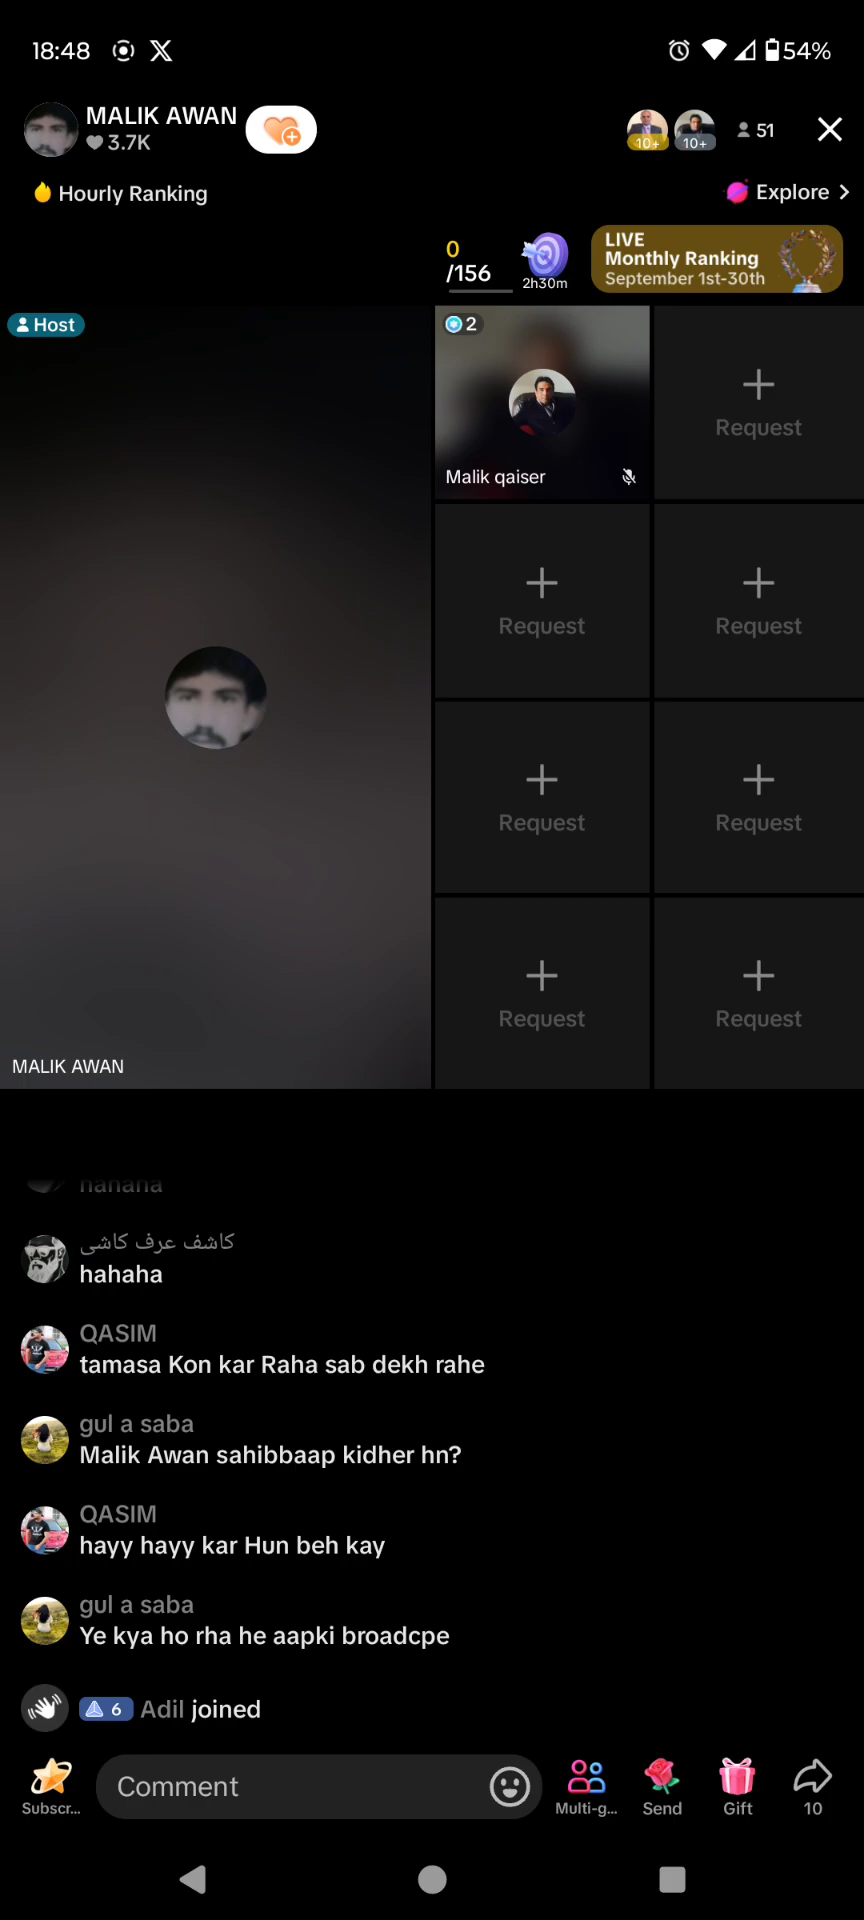 18:48
54%
MALIK AWAN
3.7K
10+
10+
51
Hourly Ranking
Explore
0
/156
2h30m
LIVE
Monthly Ranking
September 1st-30th
Host
2
Malik qaiser
Request
Request
Request
Request
Request
Request
Request
MALIK AWAN
hahaha
کاشف عرف کاشی
hahaha
QASIM
tamasa Kon kar Raha sab dekh rahe
gul a saba
Malik Awan sahibbaap kidher hn?
QASIM
hayy hayy kar Hun beh kay
gul a saba
Ye kya ho rha he aapki broadcpe
6 Adil joined
Comment
Subscr...
Multi-g...
Send
Gift
10